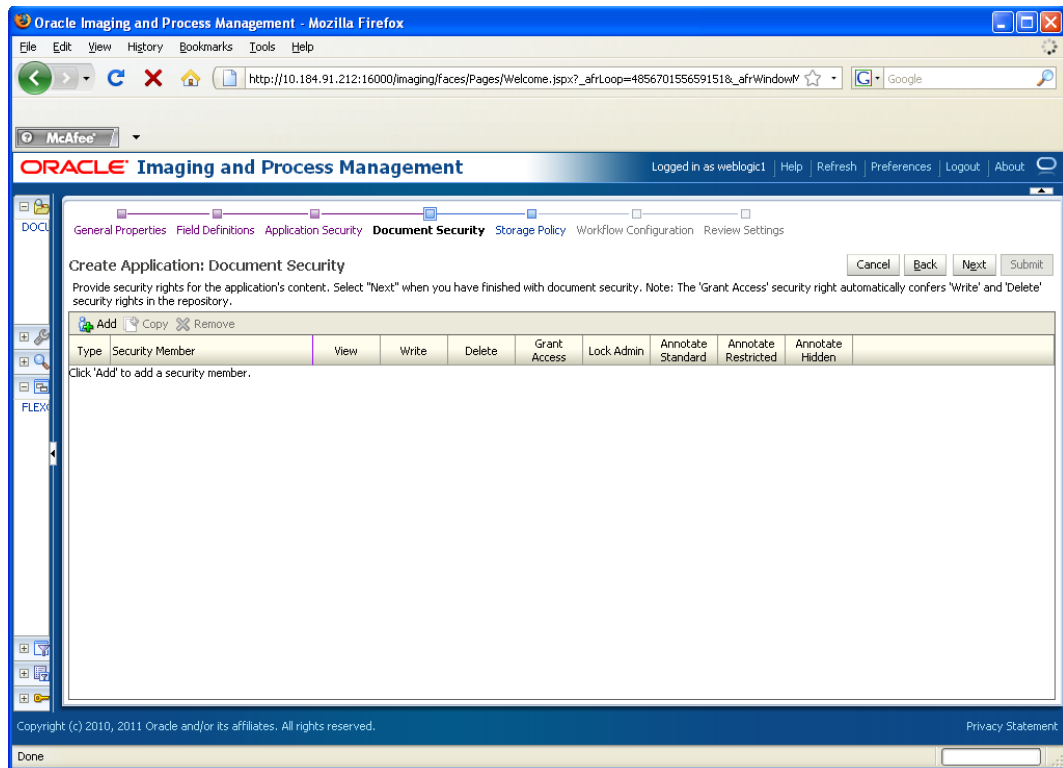 Oracle Imaging and Process Management - Mozilla Firefox
File Edit View History Bookmarks Tools Help
http://10.184.91.212:16000/imaging/faces/Pages/Welcome.jspx?_afrLoop=485670155659151&_afrWindowM
G Google
McAfee
ORACLE Imaging and Process Management
Logged in as weblogic1 | Help | Refresh | Preferences | Logout | About
DOCU
General Properties Field Definitions Application Security Document Security Storage Policy Workflow Configuration Review Settings
Create Application: Document Security
Cancel Back Next Submit
Provide security rights for the application's content. Select "Next" when you have finished with document security. Note: The 'Grant Access' security right automatically confers 'Write' and 'Delete'
security rights in the repository.
Add Copy Remove
Type Security Member View Write Delete Grant Access Lock Admin Annotate Standard Annotate Restricted Annotate Hidden
Click 'Add' to add a security member.
FLEXC
Copyright (c) 2010, 2011 Oracle and/or its affiliates. All rights reserved.
Privacy Statement
Done